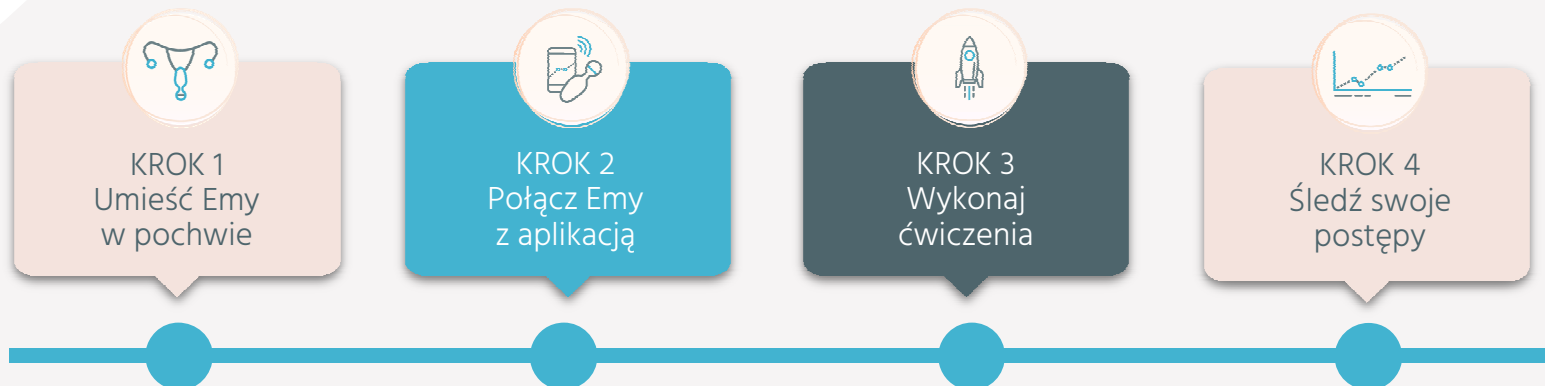 KROK 1
Umieść Emy
w pochwie
KROK 2
Połącz Emy
z aplikacją
KROK 3
Wykonaj
ćwiczenia
KROK 4
Śledź swoje
postępy